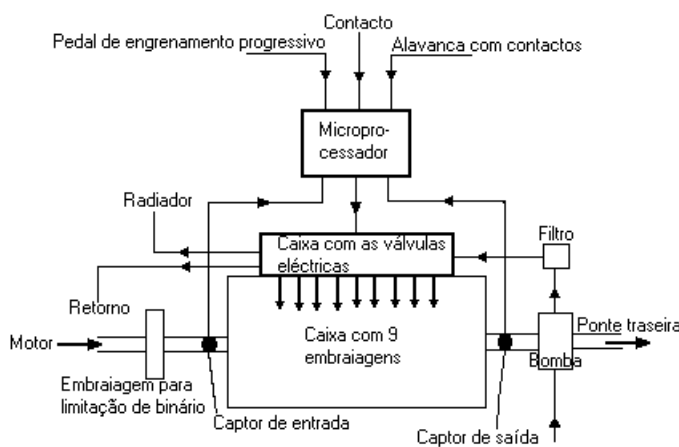 Contacto
Pedal de engrenamento progressivo
Alavanca com contactos
Micropro-
cessador
Radiador
Caixa com as válvulas
eléctricas
Filtro
Retorno
Ponte traseira
Motor
Caixa com 9
embraiagens
Bomba
Embraiagem para
limitação de binário
Captor de entrada
Captor de saída